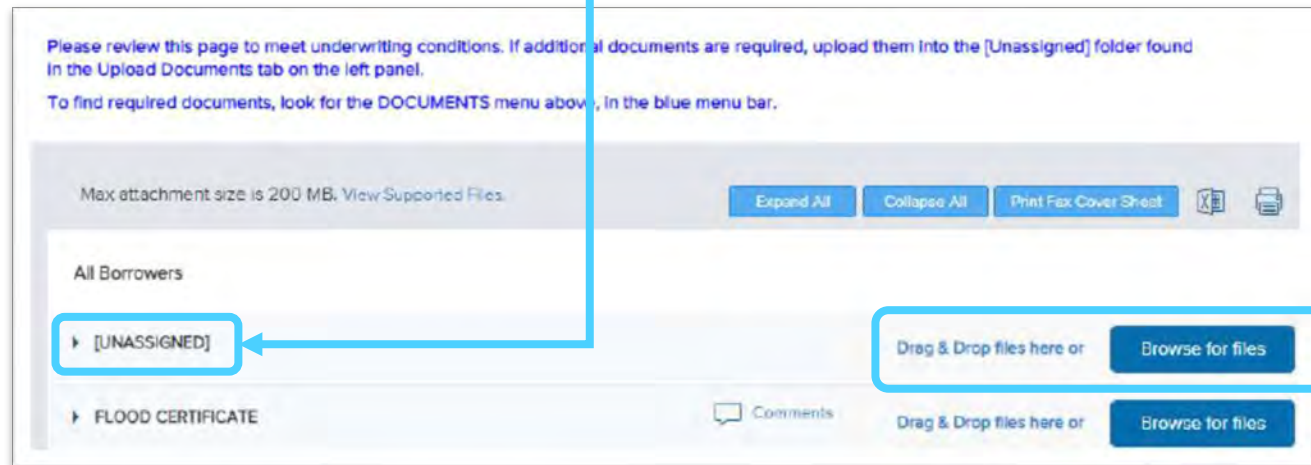 Please review this page to meet underwriting conditions. If additional documents are required, upload them into the [Unassigned] folder found
in the Upload Documents tab on the left panel.
To find required documents, look for the DOCUMENTS menu above, in the blue menu bar.
Max attachment size is 200 MB. View Supported Files.
Expand All
Collapse All
Print Fax Cover Sheet
All Borrowers
[UNASSIGNED]
Drag & Drop files here or
Browse for files
FLOOD CERTIFICATE
Comments
Drag & Drop files here or
Browse for files